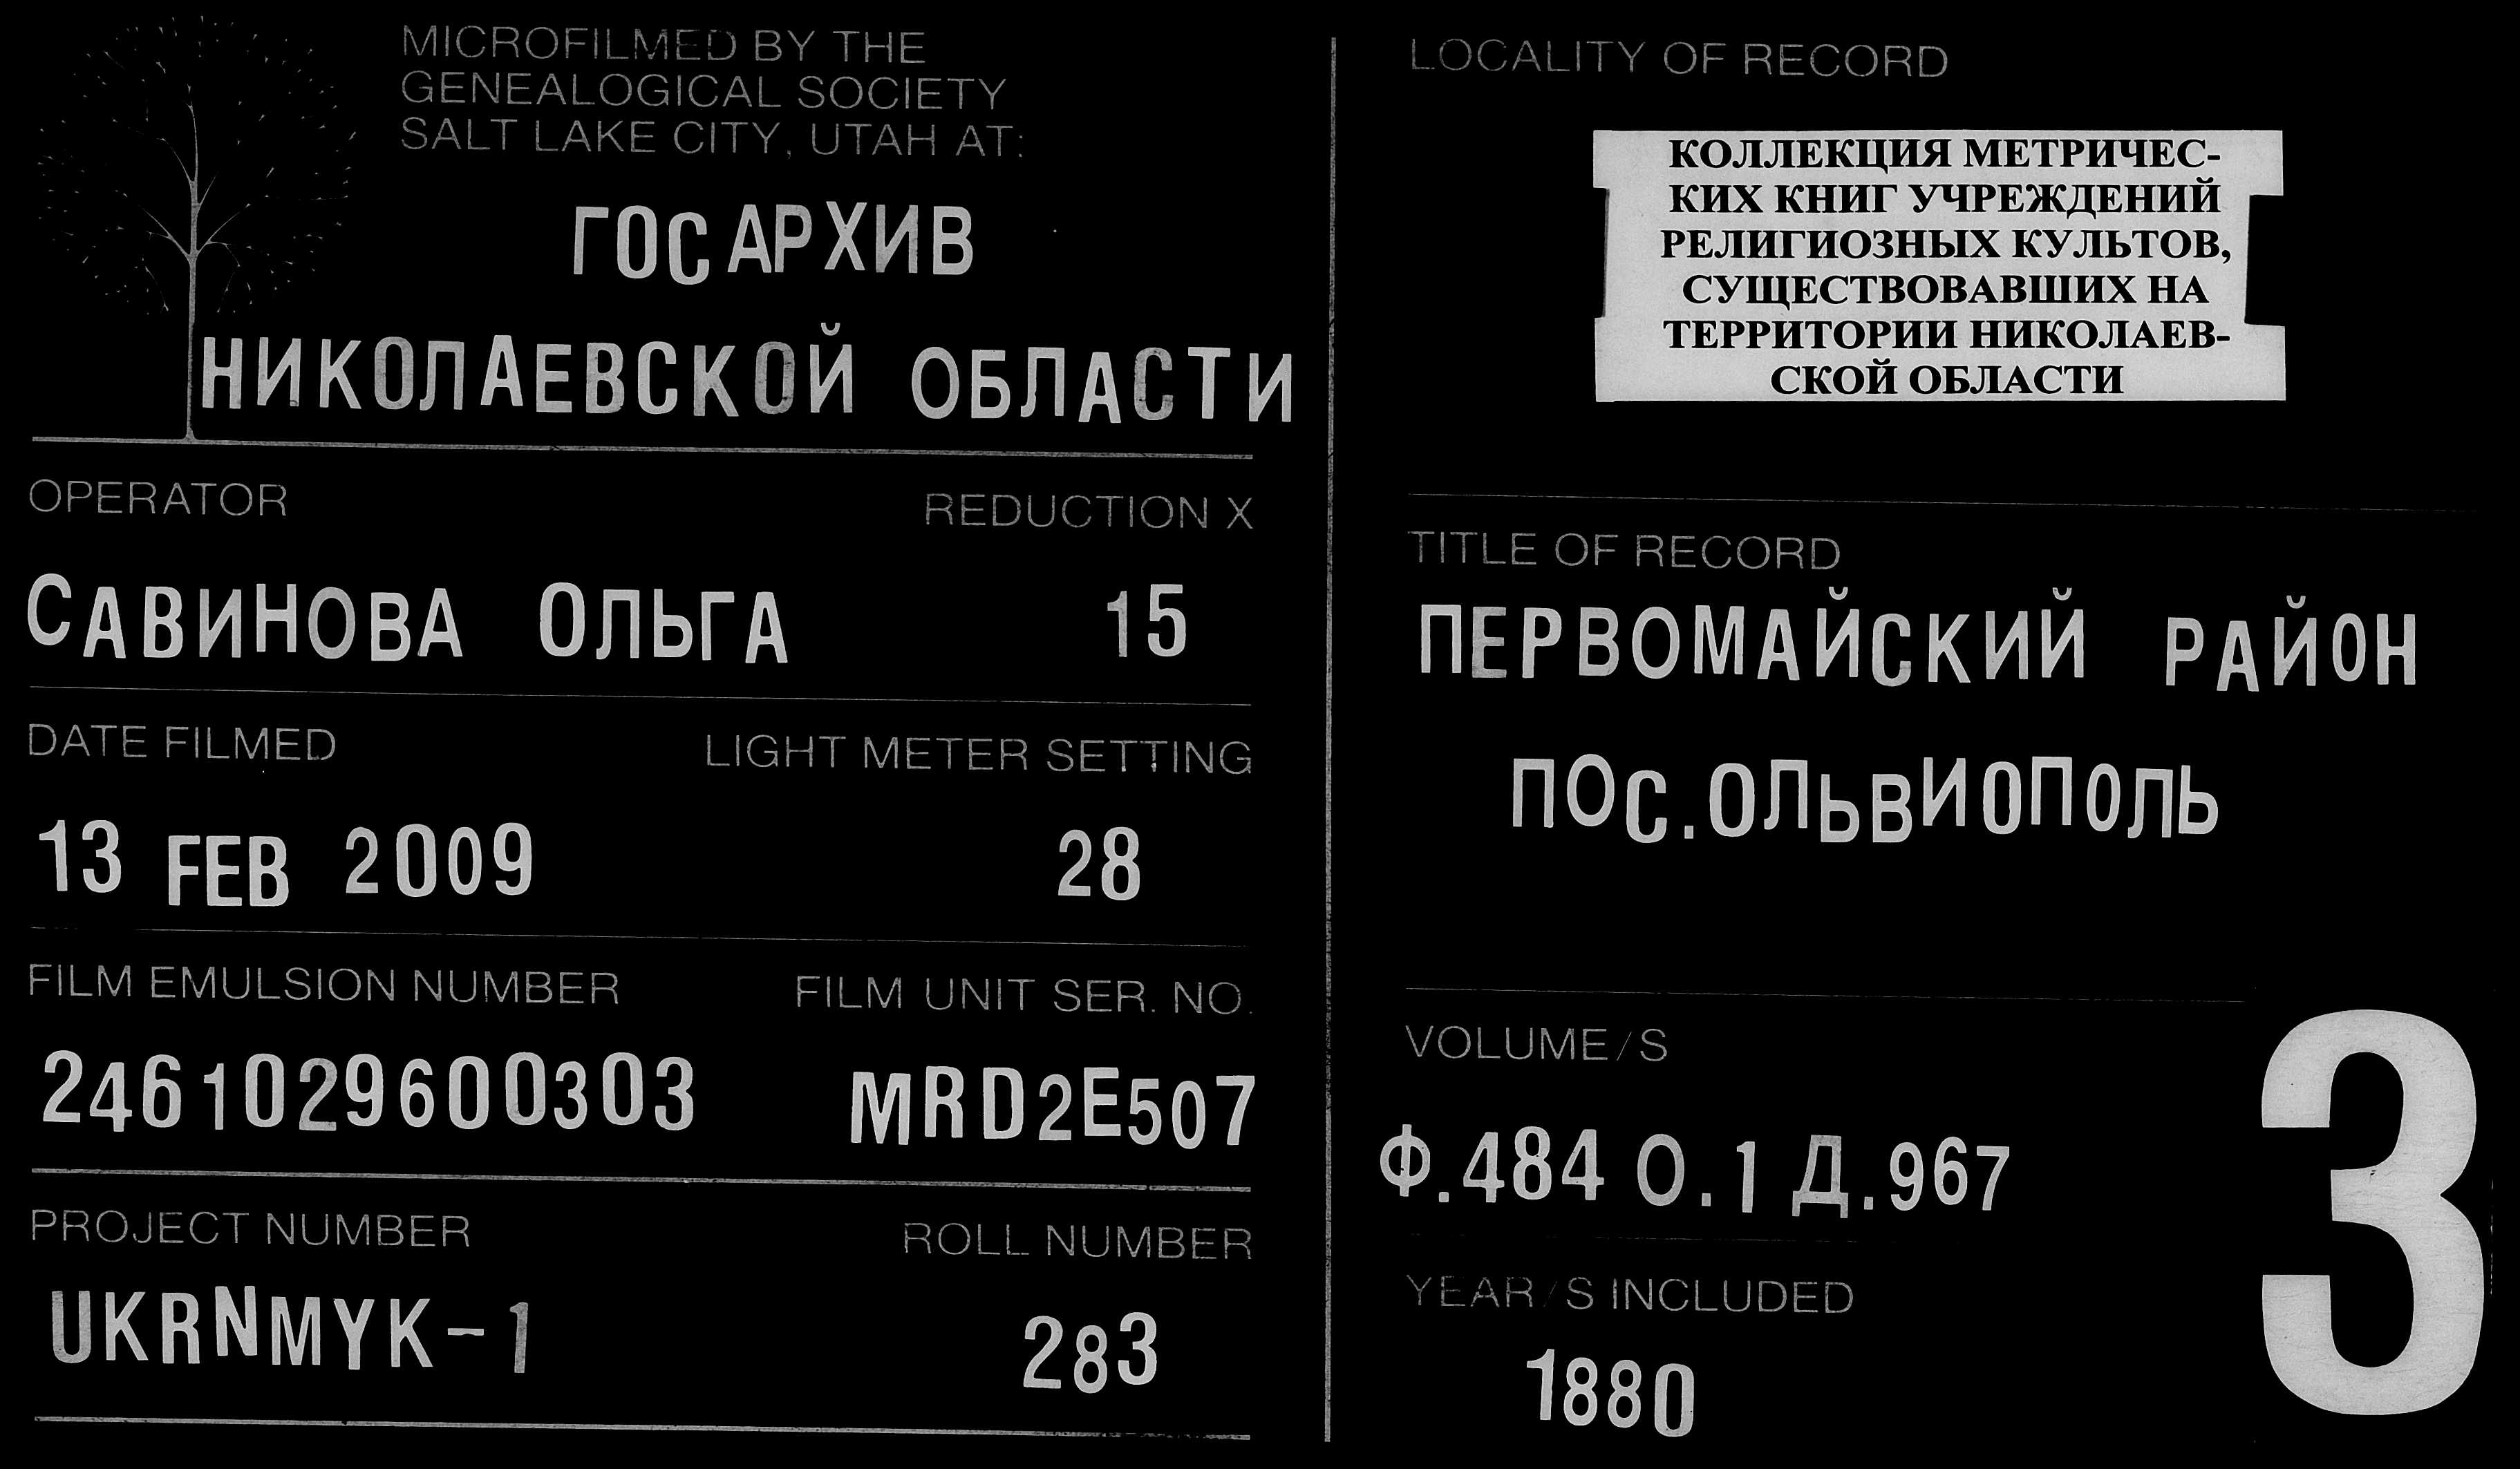 MICROFILMED BY THE
GENEALOGICAL SOCIETY
SALT LAKE CITY, UTAH AT:
ГОСАРХИВ
НИКОЛАЕВСКОЙ ОБЛАСТИ
OPERATOR REDUCTION X
САВИНОВА ОЛЬГА 15
DATE FILMED LIGHT METER SETTING
13 FEB 2009 28
FILM EMULSION NUMBER FILM UNIT SER. NO.
2461029600303 MRD2E507
PROJECT NUMBER ROLL NUMBER
UKRNMYK-1 283
LOCALITY OF RECORD
КОЛЛЕКЦИЯ МЕТРИЧЕС-
КИХ КНИГ УЧРЕЖДЕНИЙ
РЕЛИГИОЗНЫХ КУЛЬТОВ,
СУЩЕСТВОВАВШИХ НА
ТЕРРИТОРИИ НИКОЛАЕВ-
СКОЙ ОБЛАСТИ
TITLE OF RECORD
ПЕРВОМАЙСКИЙ РАЙОН
ПОС.ОЛЬВИОПОЛЬ
VOLUME/S
Ф.484 О.1 Д.967
YEAR/S INCLUDED
1880
3